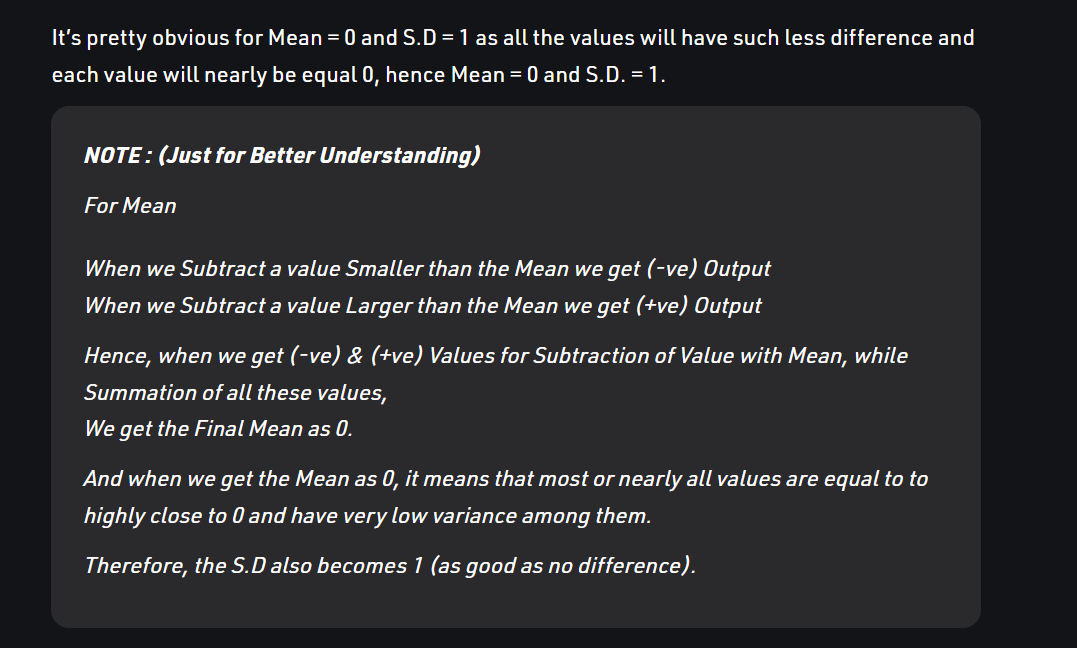 It's pretty obvious for Mean = 0 and S.D = 1 as all the values will have such less difference and
each value will nearly be equal 0, hence Mean = 0 and S.D. = 1.
NOTE : (Just for Better Understanding)
For Mean
When we Subtract a value Smaller than the Mean we get (-ve) Output
When we Subtract a value Larger than the Mean we get (+ve) Output
Hence, when we get (-ve) & (+ve) Values for Subtraction of Value with Mean, while
Summation of all these values,
We get the Final Mean as 0.
And when we get the Mean as 0, it means that most or nearly all values are equal to to
highly close to 0 and have very low variance among them.
Therefore, the S.D also becomes 1 (as good as no difference).